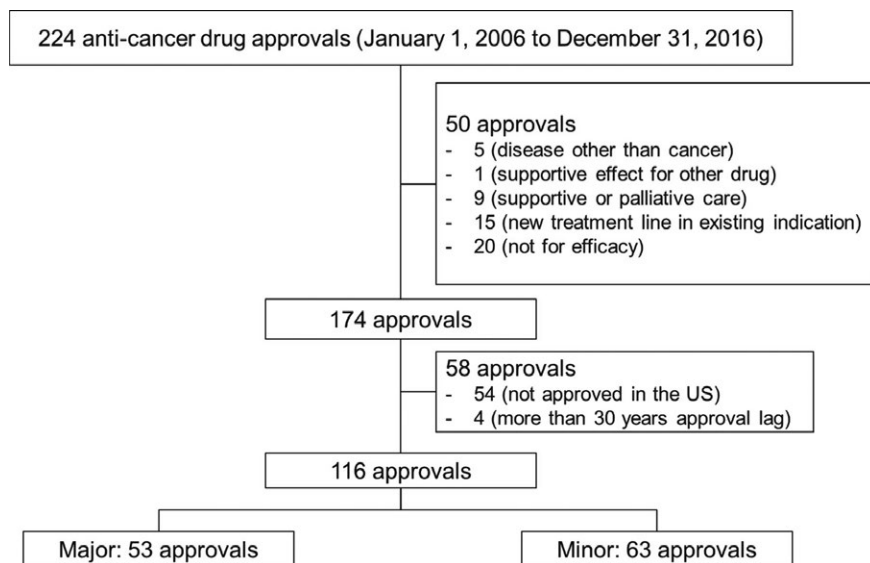 224 anti-cancer drug approvals (January 1, 2006 to December 31, 2016)
50 approvals
- 5 (disease other than cancer)
- 1 (supportive effect for other drug)
- 9 (supportive or palliative care)
- 15 (new treatment line in existing indication)
- 20 (not for efficacy)
174 approvals
58 approvals
- 54 (not approved in the US)
- 4 (more than 30 years approval lag)
116 approvals
Major: 53 approvals
Minor: 63 approvals